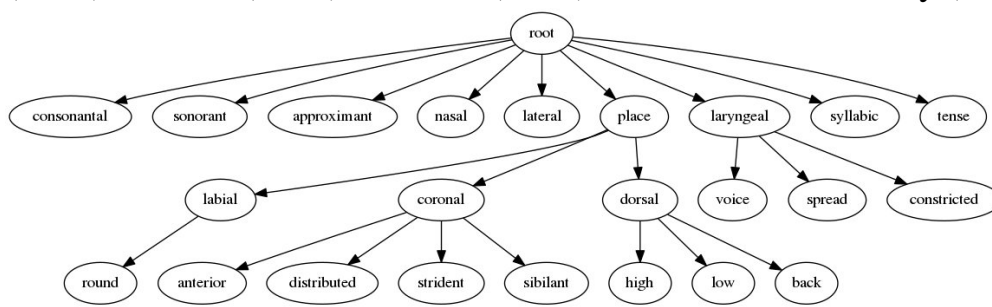 root
consonantal sonorant approximant nasal lateral place laryngeal syllabic tense
labial coronal dorsal voice spread constricted
round anterior distributed strident sibilant high low back